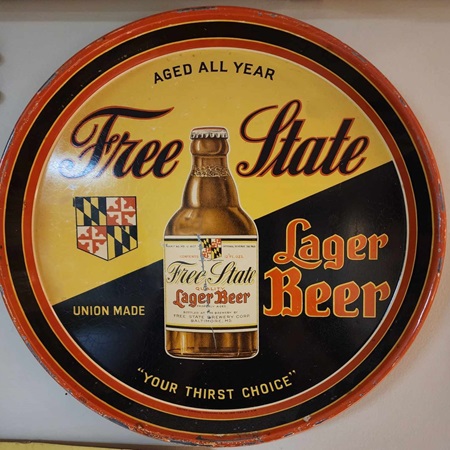 AGED ALL YEAR
Free State
Lager
Beer
UNION MADE
Free State
QUALITY
Lager Beer
FREE STATE BREWERY CORP.
BALTIMORE, MD.
"YOUR THIRST CHOICE"